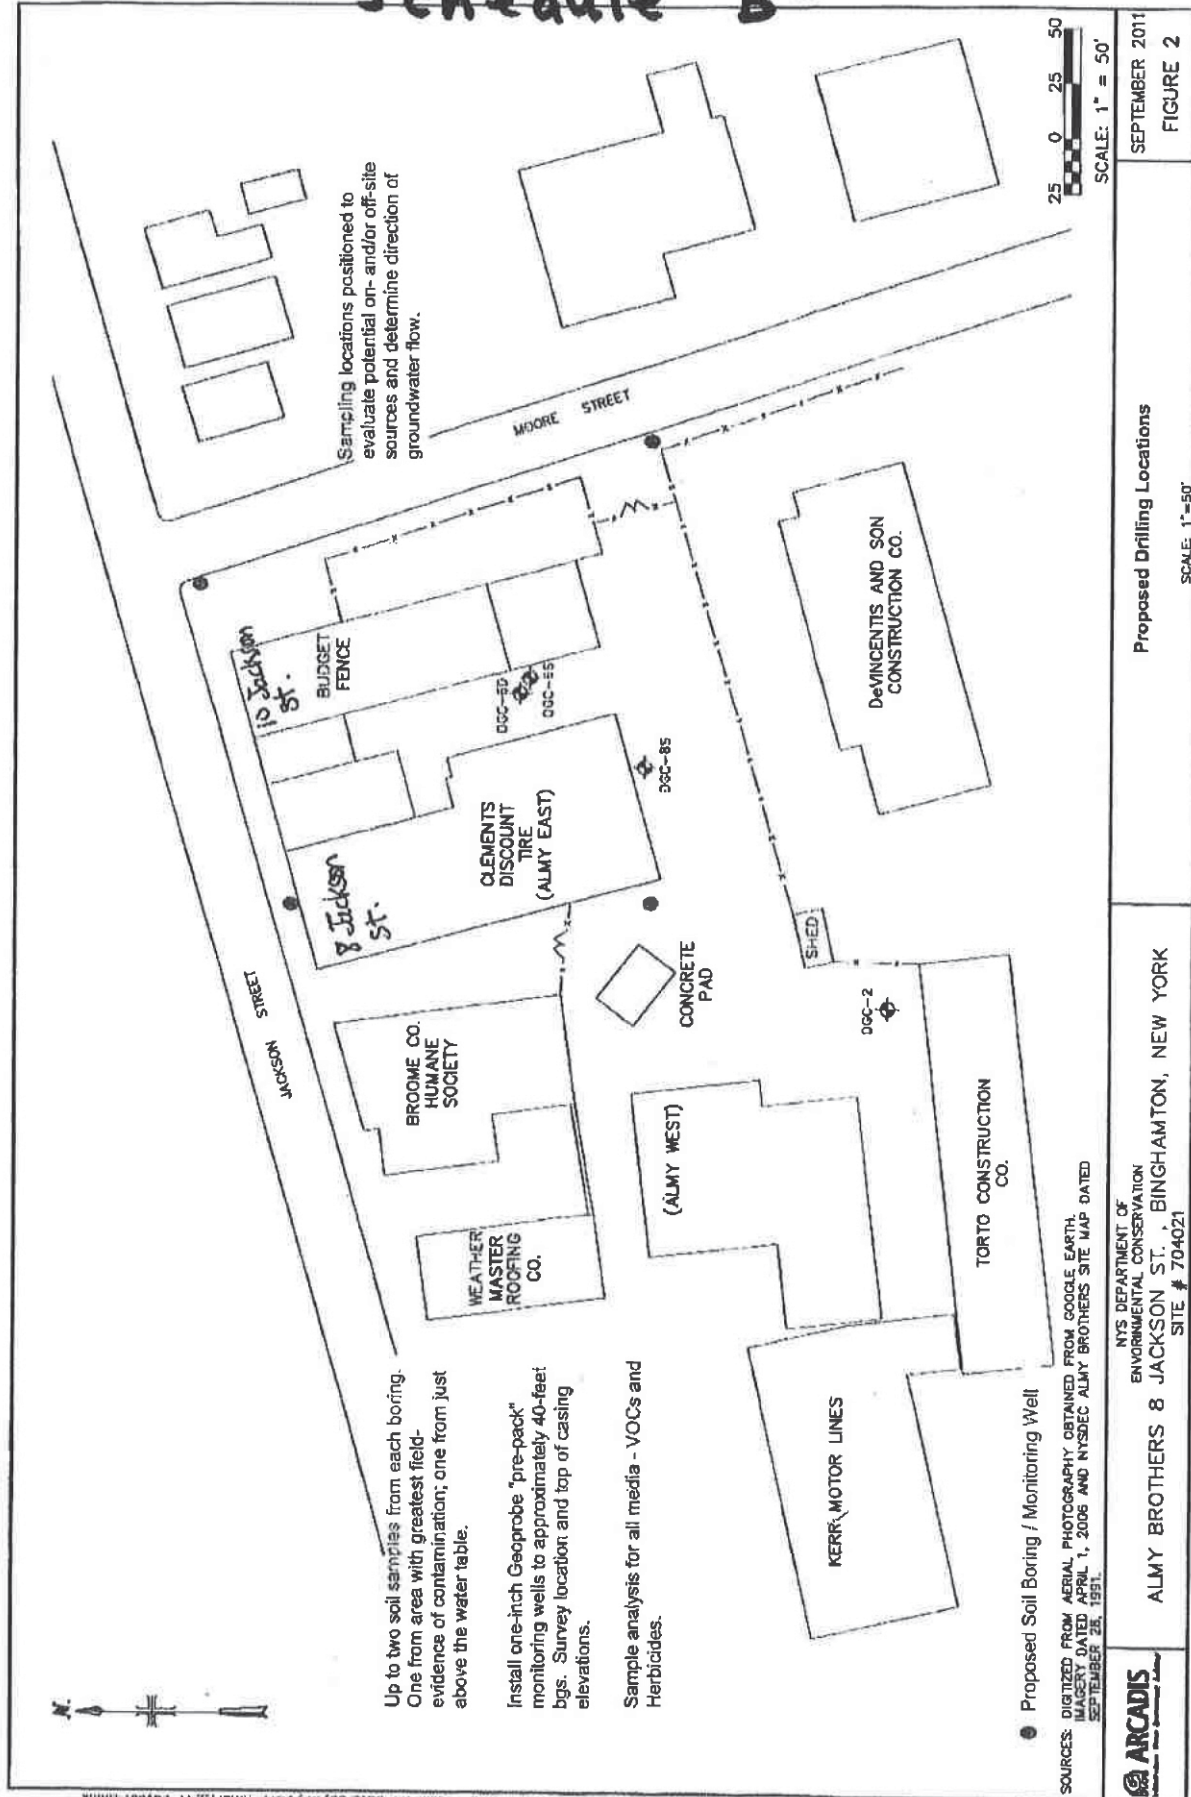 Schedule B
N.
JACKSON STREET
MOORE STREET
Sampling locations positioned to
evaluate potential on- and/or off-site
sources and determine direction of
groundwater flow.
10 Jackson
St.
BUDGET
FENCE
8 Jackson
St.
CLEMENTS
DISCOUNT
TIRE
(ALMY EAST)
BROOME CO.
HUMANE
SOCIETY
WEATHER
MASTER
ROOFING
CO.
DGC-6S
DGC-8S
DGC-2
CONCRETE
PAD
SHED
(ALMY WEST)
DeVINCENTIS AND SON
CONSTRUCTION CO.
TORTO CONSTRUCTION
CO.
KERR MOTOR LINES
Up to two soil samples from each boring.
One from area with greatest field-
evidence of contamination; one from just
above the water table.
Install one-inch Geoprobe "pre-pack"
monitoring wells to approximately 40-feet
bgs. Survey location and top of casing
elevations.
Sample analysis for all media - VOCs and
Herbicides.
Proposed Soil Boring / Monitoring Well
SOURCES: DIGITIZED FROM AERIAL PHOTOGRAPHY OBTAINED FROM GOOGLE EARTH.
IMAGERY DATED APRIL 1, 2006 AND NYSDEC ALMY BROTHERS SITE MAP DATED
SEPTEMBER 28, 1991.
25 0 25 50
SCALE: 1" = 50'
ARCADIS
NYS DEPARTMENT OF
ENVORINMENTAL CONSERVATION
ALMY BROTHERS 8 JACKSON ST., BINGHAMTON, NEW YORK
SITE # 704021
Proposed Drilling Locations
SCALE: 1"=50'
SEPTEMBER 2011
FIGURE 2